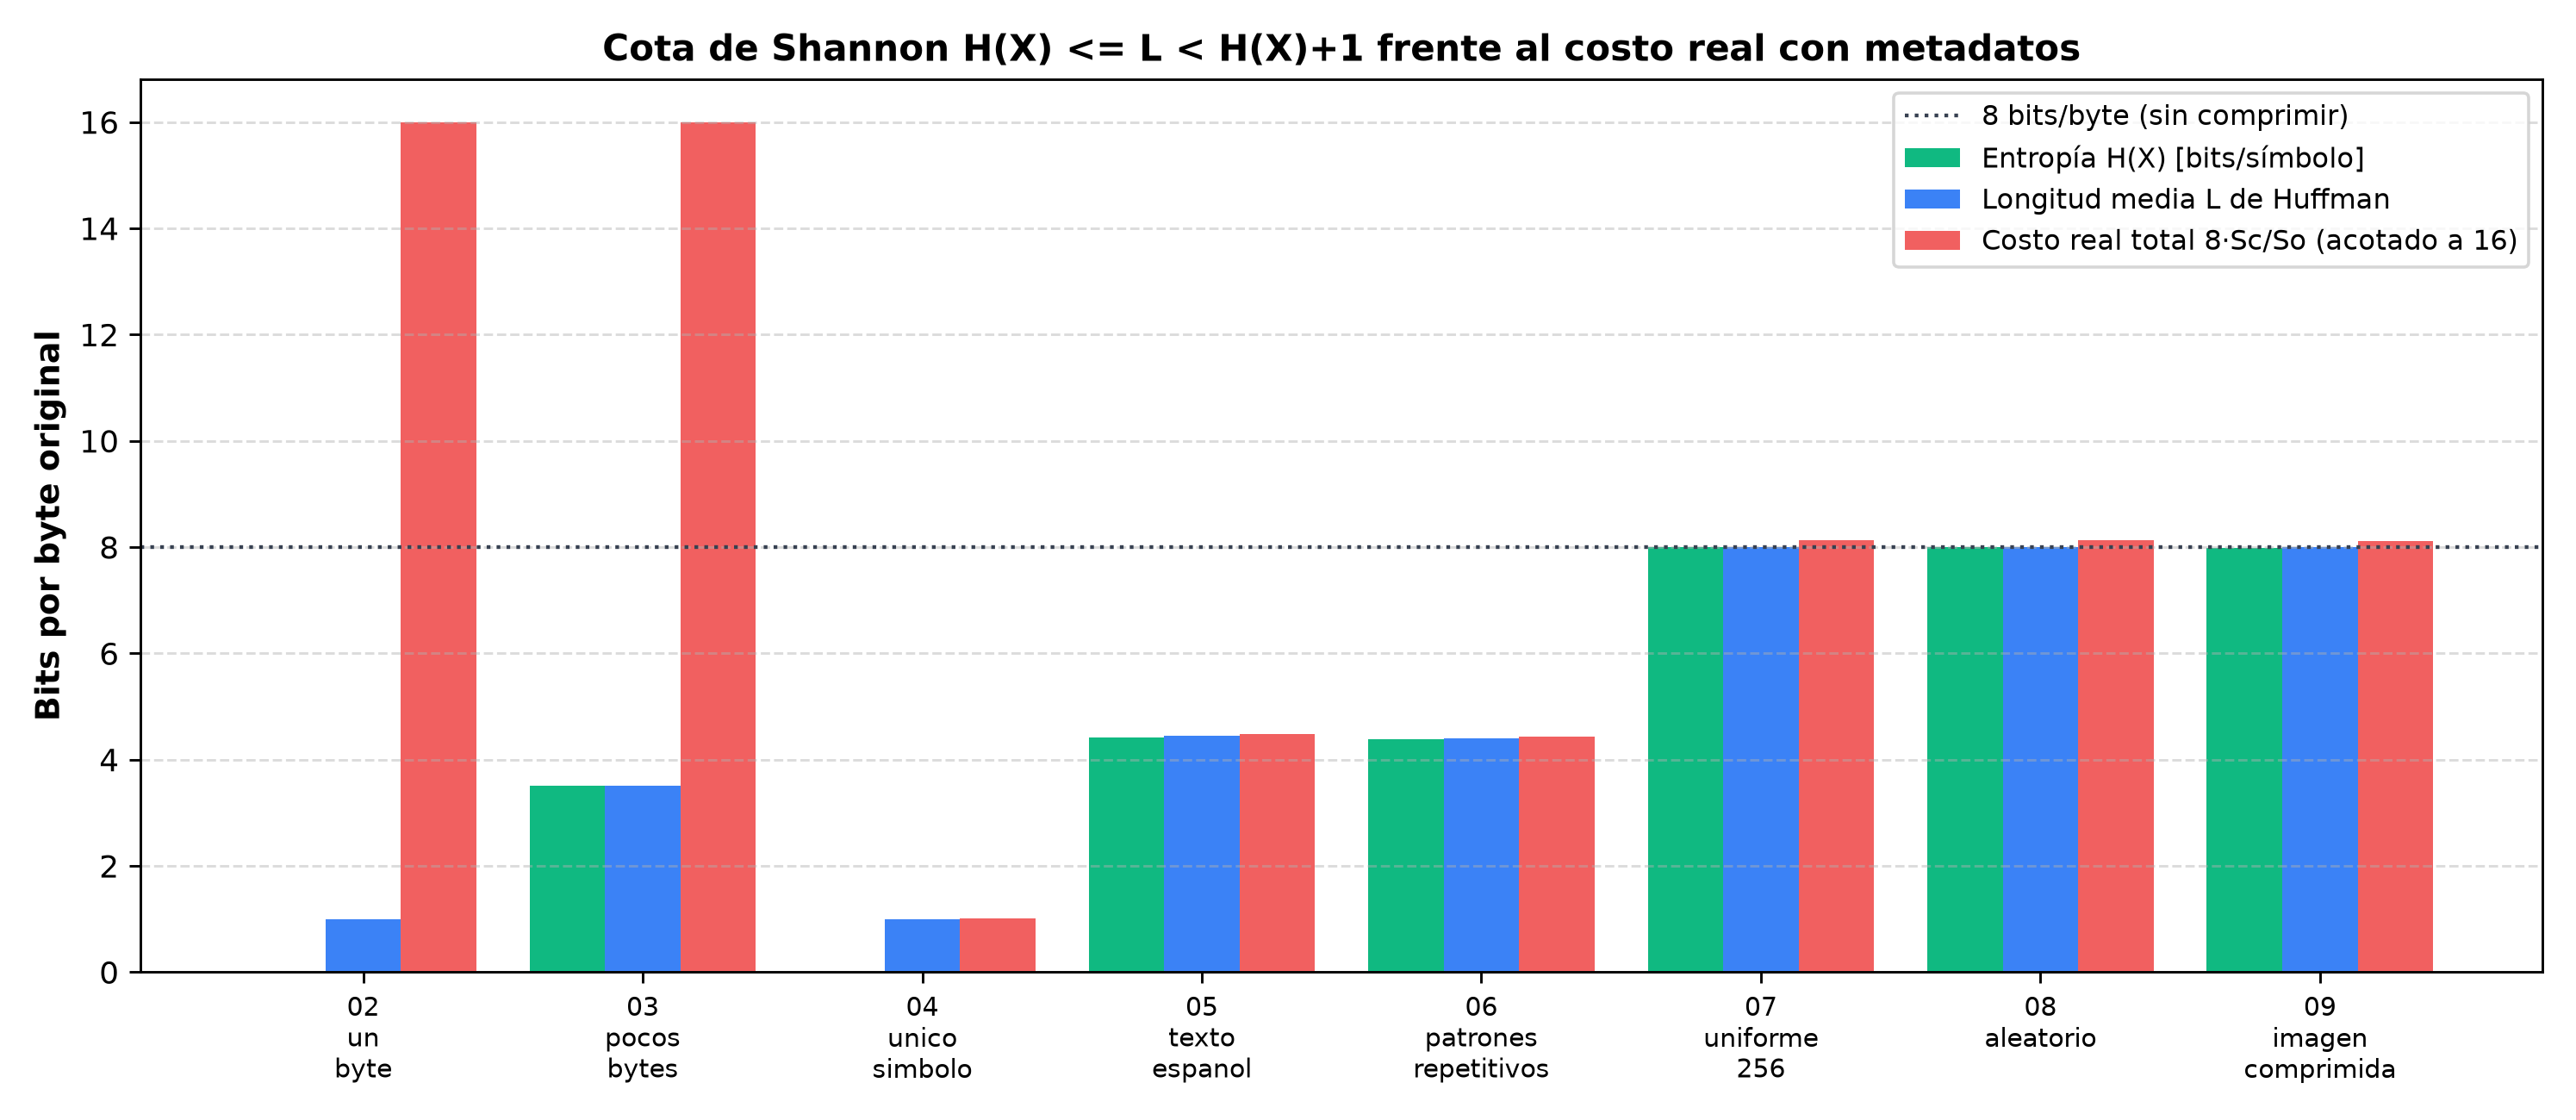 Cota de Shannon H(X) <= L < H(X)+1 frente al costo real con metadatos
8 bits/byte (sin comprimir)
Entropía H(X) [bits/símbolo]
Longitud media L de Huffman
Costo real total 8·Sc/So (acotado a 16)
Bits por byte original
16
14
12
10
8
6
4
2
0
02
un
byte
03
pocos
bytes
04
unico
simbolo
05
texto
espanol
06
patrones
repetitivos
07
uniforme
256
08
aleatorio
09
imagen
comprimida